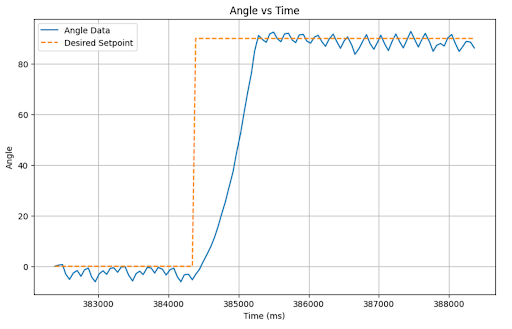 Angle vs Time
Angle Data
Desired Setpoint
Angle
80
60
40
20
0
383000 384000 385000 386000 387000 388000
Time (ms)